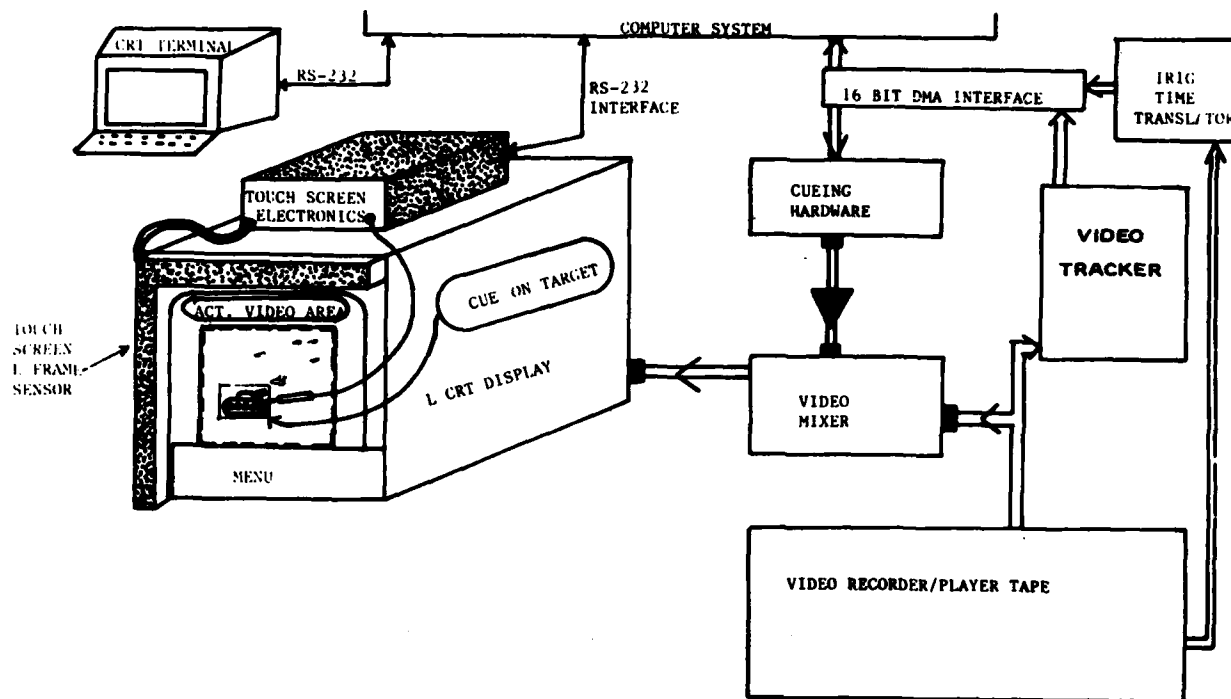 CRT TERMINAL
COMPUTER SYSTEM
RS-232
RS-232
INTERFACE
16 BIT DMA INTERFACE
IRIG
TIME
TRANSLATOR
TOUCH SCREEN
ELECTRONICS
CUEING
HARDWARE
VIDEO
TRACKER
CUE ON TARGET
ACT. VIDEO AREA
TOUCH
SCREEN
L FRAME
SENSOR
L CRT DISPLAY
VIDEO
MIXER
MENU
VIDEO RECORDER/PLAYER TAPE